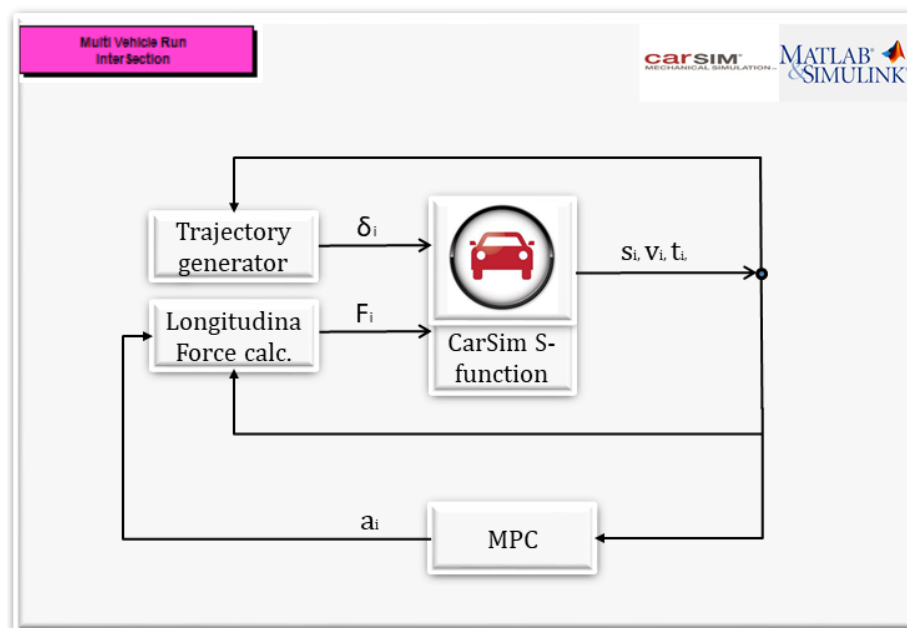 Multi Vehicle Run
InterSection
carSIM
MECHANICAL SIMULATION
MATLAB®
&SIMULINK®
Trajectory
generator
δi
si, vi, ti,
Longitudina
Force calc.
Fi
CarSim S-
function
ai
MPC